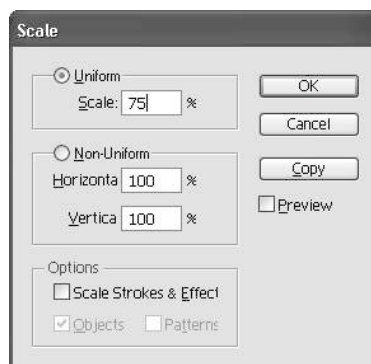 Scale
Uniform
Scale: 75 %
OK
Cancel
Non-Uniform
Horizonta 100 %
Vertica 100 %
Copy
Preview
Options
Scale Strokes & Effect
Objects Patterns